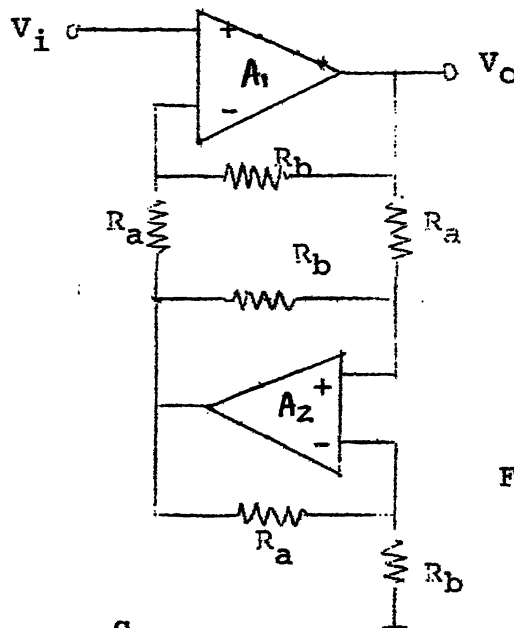 Vi + A1 + Vo
-
Rb
Ra Ra
Rb
A2 +
-
F
Ra Rb